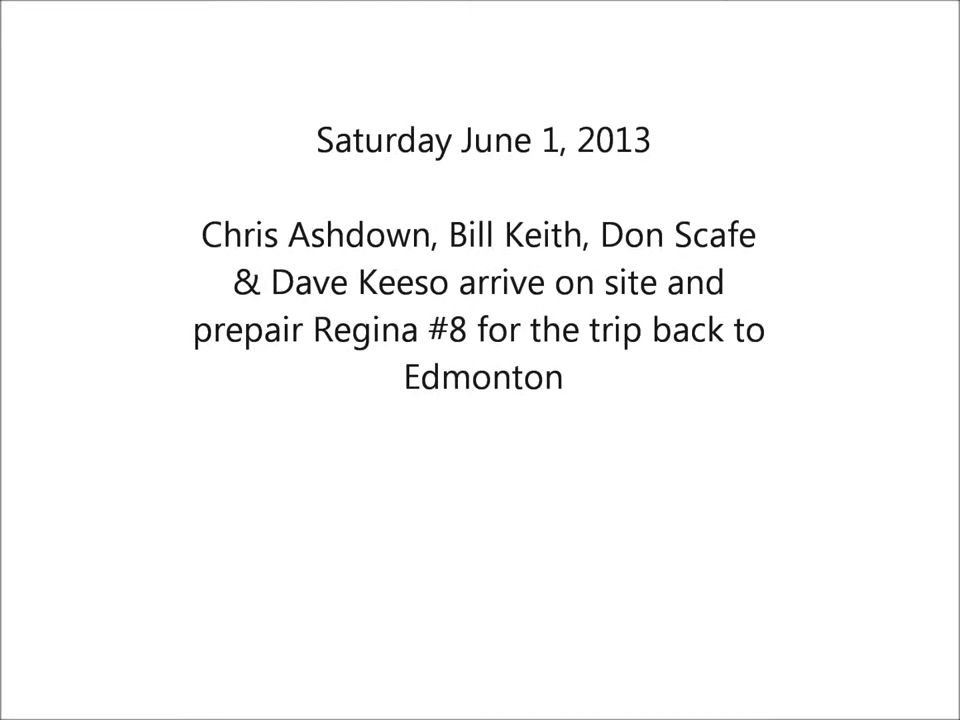 Saturday June 1, 2013
Chris Ashdown, Bill Keith, Don Scafe
& Dave Keeso arrive on site and
prepair Regina #8 for the trip back to
Edmonton